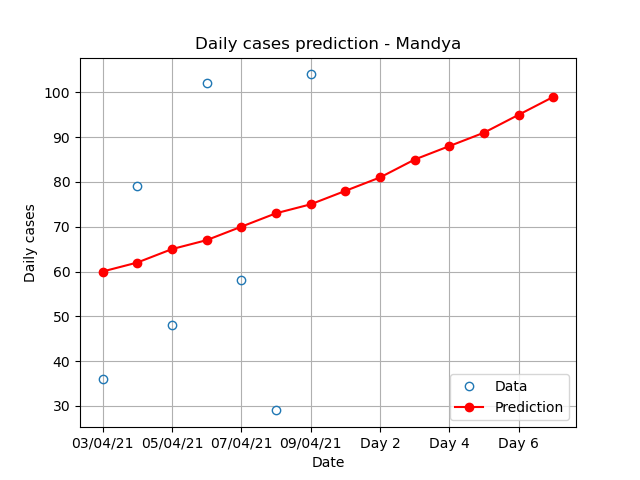 Daily cases prediction - Mandya
Daily cases
100
90
80
70
60
50
40
30
03/04/21 05/04/21 07/04/21 09/04/21 Day 2 Day 4 Day 6
Date
Data
Prediction